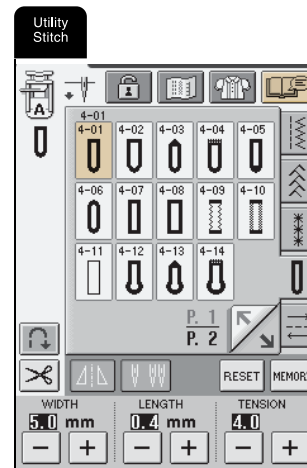 Utility
Stitch
A
4-01
4-01 4-02 4-03 4-04 4-05
4-06 4-07 4-08 4-09 4-10
4-11 4-12 4-13 4-14
P. 1
P. 2
RESET MEMOR
WIDTH LENGTH TENSION
5.0 mm 0.4 mm 4.0
− + − + − +